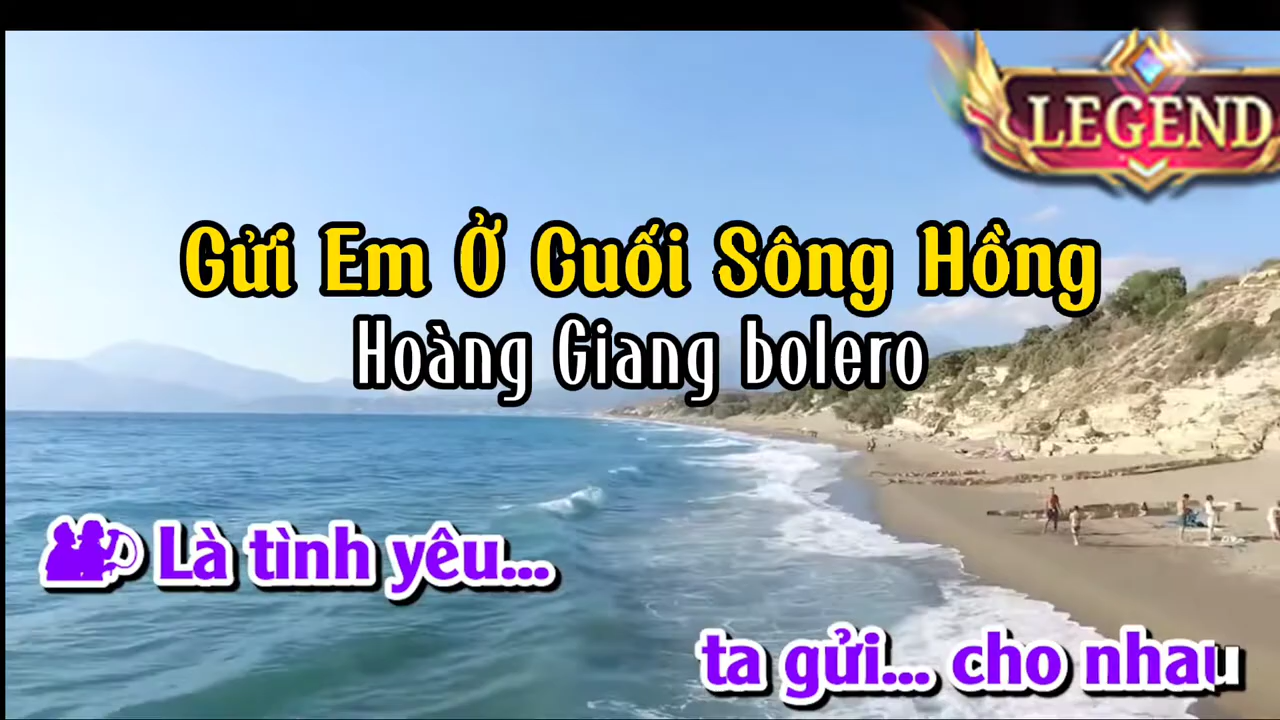 LEGEND
Gửi Em Ở Cuối Sông Hồng
Hoàng Giang bolero
Là tình yêu...
ta gửi... cho nhau